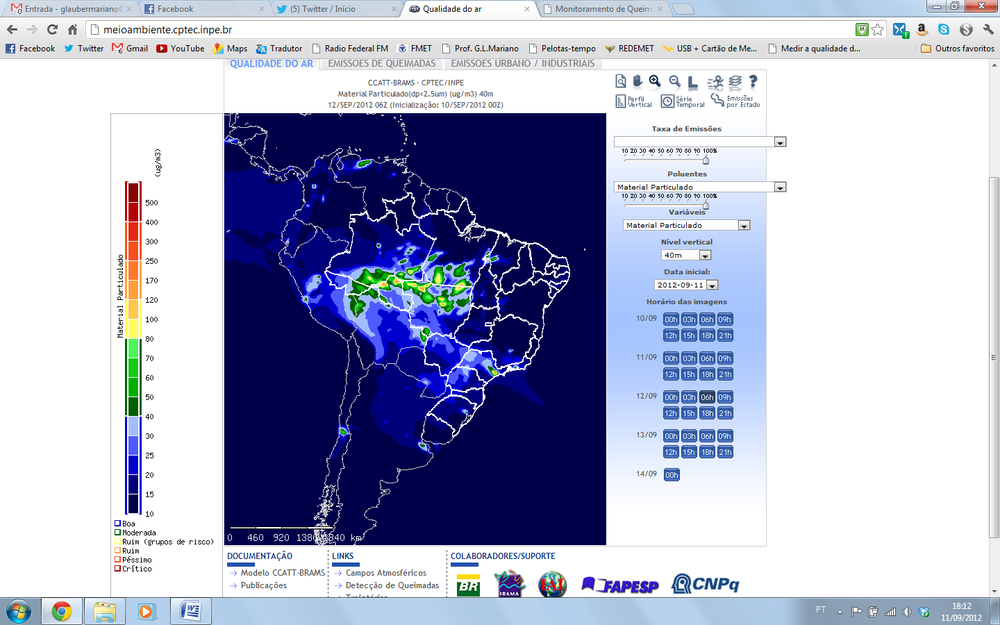 Entrada - glaubermariano@
Facebook
(5) Twitter / Início
Qualidade do ar
Monitoramento de Queim
meioambiente.cptec.inpe.br
Facebook
Twitter
Gmail
YouTube
Maps
Tradutor
Radio Federal FM
FMET
Prof. G.L.Mariano
Pelotas-tempo
REDEMET
USB + Cartão de Me...
Medir a qualidade d...
Outros favoritos
QUALIDADE DO AR
EMISSOES DE QUEIMADAS
EMISSOES URBANO / INDUSTRIAIS
CCATT-BRAMS - CPTEC/INPE
Material Particulado(dp<2.5um) (ug/m3) 40m
12/SEP/2012 06Z (Inicialização: 10/SEP/2012 00Z)
(ug/m3)
Material Particulado
500
400
300
250
170
120
100
80
70
60
50
40
30
25
20
15
10
Boa
Moderada
Ruim (grupos de risco)
Ruim
Péssimo
Crítico
0 460 920 1380 1840 km
Perfil Vertical
Série Temporal
Emissões por Estado
Taxa de Emissões
10 20 30 40 50 60 70 80 90 100%
Poluentes
Material Particulado
10 20 30 40 50 60 70 80 90 100%
Variáveis
Material Particulado
Nível vertical
40m
Data inicial:
2012-09-11
Horário das imagens
10/09 00h 03h 06h 09h
12h 15h 18h 21h
11/09 00h 03h 06h 09h
12h 15h 18h 21h
12/09 00h 03h 06h 09h
12h 15h 18h 21h
13/09 00h 03h 06h 09h
12h 15h 18h 21h
14/09 00h
DOCUMENTAÇÃO
Modelo CCATT-BRAMS
Publicações
LINKS
Campos Atmosféricos
Detecção de Queimadas
COLABORADORES/SUPORTE
BR
IBAMA
IAI
FAPESP
CNPq
PT
18:12
11/09/2012